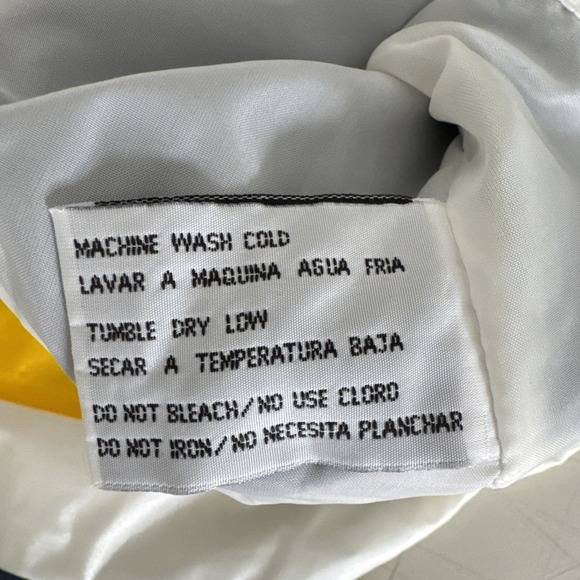 MACHINE WASH COLD
LAVAR A MAQUINA AGUA FRIA
TUMBLE DRY LOW
SECAR A TEMPERATURA BAJA
DO NOT BLEACH/NO USE CLORO
DO NOT IRON/NO NECESITA PLANCHAR